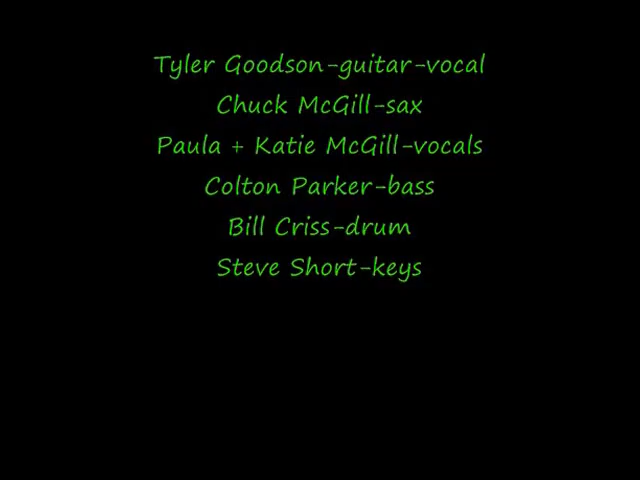 Tyler Goodson-guitar-vocal
Chuck McGill-sax
Paula + Katie McGill-vocals
Colton Parker-bass
Bill Criss-drum
Steve Short-keys